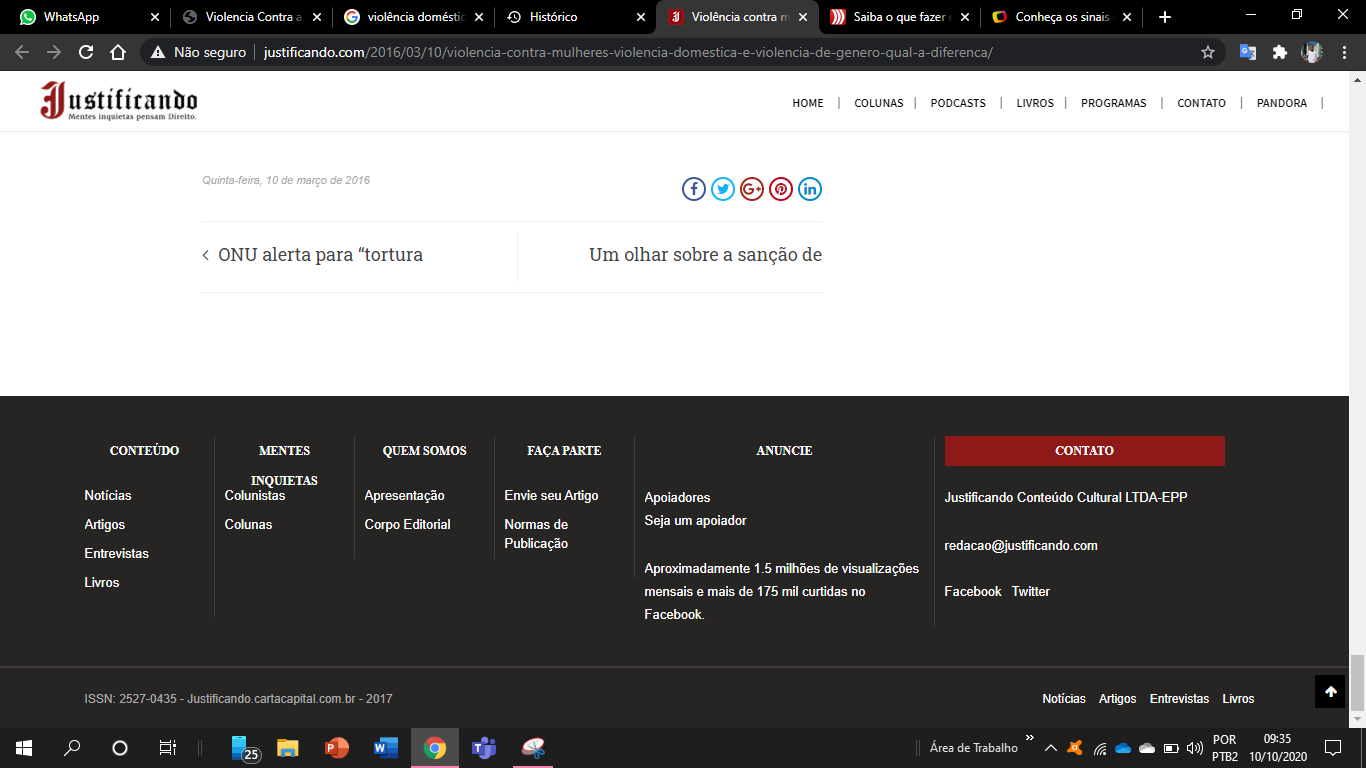 WhatsApp
Violencia Contra a
violência doméstic
Histórico
Violência contra m
Saiba o que fazer
Conheça os sinais
Não seguro
justificando.com/2016/03/10/violencia-contra-mulheres-violencia-domestica-e-violencia-de-genero-qual-a-diferenca/
Justificando
Mentes inquietas pensam Direito.
HOME | COLUNAS | PODCASTS | LIVROS | PROGRAMAS | CONTATO | PANDORA |
Quinta-feira, 10 de março de 2016
ONU alerta para “tortura
Um olhar sobre a sanção de
CONTEÚDO
Notícias
Artigos
Entrevistas
Livros
MENTES
INQUIETAS
Colunistas
Colunas
QUEM SOMOS
Apresentação
Corpo Editorial
FAÇA PARTE
Envie seu Artigo
Normas de
Publicação
ANUNCIE
Apoiadores
Seja um apoiador
Aproximadamente 1.5 milhões de visualizações
mensais e mais de 175 mil curtidas no
Facebook.
CONTATO
Justificando Conteúdo Cultural LTDA-EPP
redacao@justificando.com
Facebook Twitter
ISSN: 2527-0435 - Justificando.cartacapital.com.br - 2017
Notícias Artigos Entrevistas Livros
25
Área de Trabalho
POR
PTB2
09:35
10/10/2020